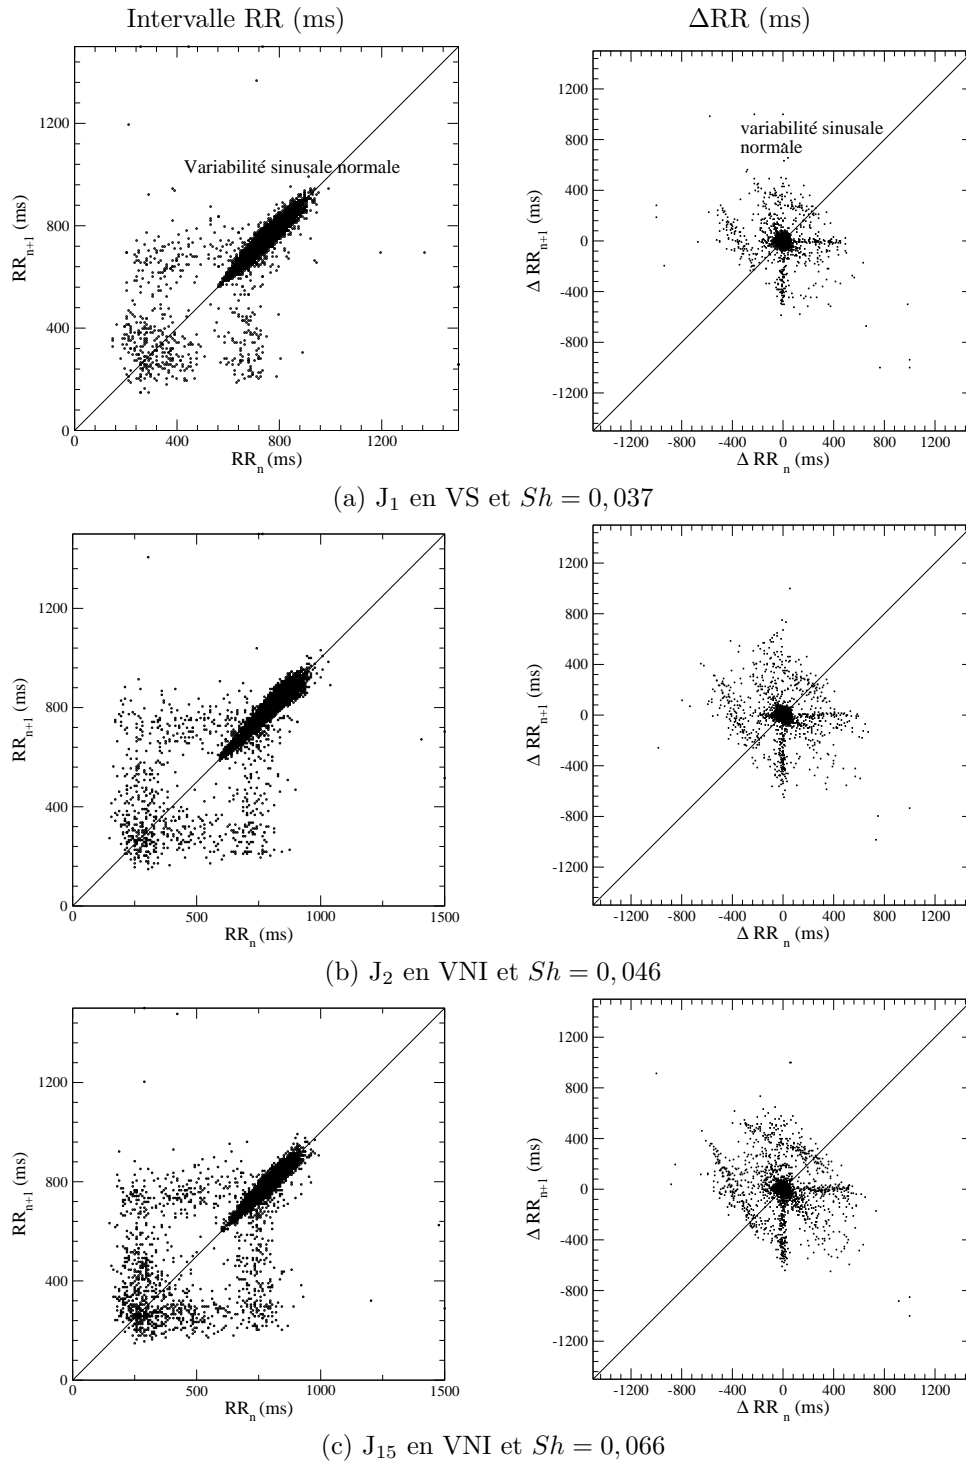 Intervalle RR (ms)
ΔRR (ms)
1200
800
400
0
RRn+1 (ms)
Variabilité sinusale normale
0 400 800 1200
RRn (ms)
1200
800
400
0
-400
-800
-1200
Δ RRn+1 (ms)
variabilité sinusale
normale
-1200 -800 -400 0 400 800 1200
Δ RRn (ms)
(a) J1 en VS et Sh = 0,037
1200
800
400
0
RRn+1 (ms)
0 500 1000 1500
RRn (ms)
1200
800
400
0
-400
-800
-1200
Δ RRn+1 (ms)
-1200 -800 -400 0 400 800 1200
Δ RRn (ms)
(b) J2 en VNI et Sh = 0,046
1200
800
400
0
RRn+1 (ms)
0 500 1000 1500
RRn (ms)
1200
800
400
0
-400
-800
-1200
Δ RRn+1 (ms)
-1200 -800 -400 0 400 800 1200
Δ RRn (ms)
(c) J15 en VNI et Sh = 0,066